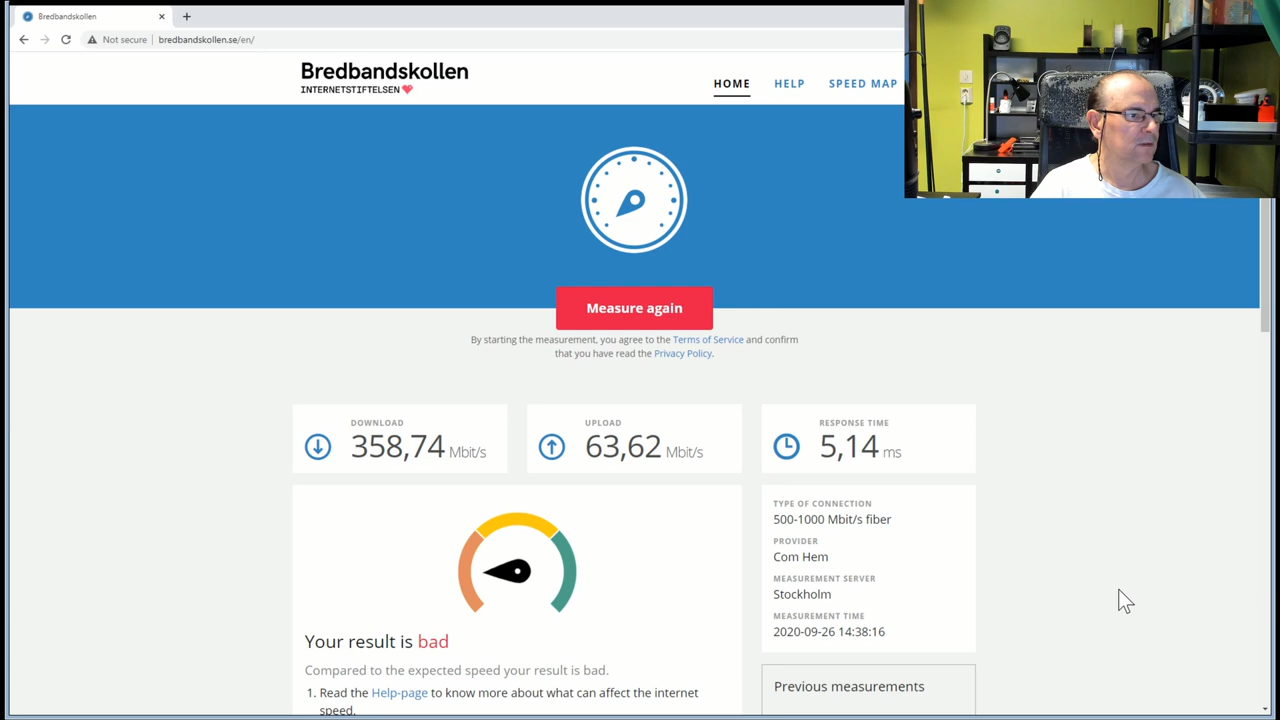 Bredbandskollen
Not secure
bredbandskollen.se/en/
Bredbandskollen
INTERNETSTIFTELSEN
HOME
HELP
SPEED MAP
Measure again
By starting the measurement, you agree to the Terms of Service and confirm
that you have read the Privacy Policy.
DOWNLOAD
358,74 Mbit/s
UPLOAD
63,62 Mbit/s
RESPONSE TIME
5,14 ms
TYPE OF CONNECTION
500-1000 Mbit/s fiber
PROVIDER
Com Hem
MEASUREMENT SERVER
Stockholm
MEASUREMENT TIME
2020-09-26 14:38:16
Your result is bad
Compared to the expected speed your result is bad.
1. Read the Help-page to know more about what can affect the internet
speed.
Previous measurements